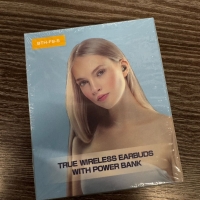 TRUE WIRELESS EARBUDS
WITH POWER BANK